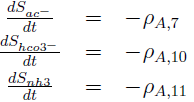 dS_{ac^-}/dt = -ρ_{A,7}
dS_{hco3-}/dt = -ρ_{A,10}
dS_{nh3}/dt = -ρ_{A,11}